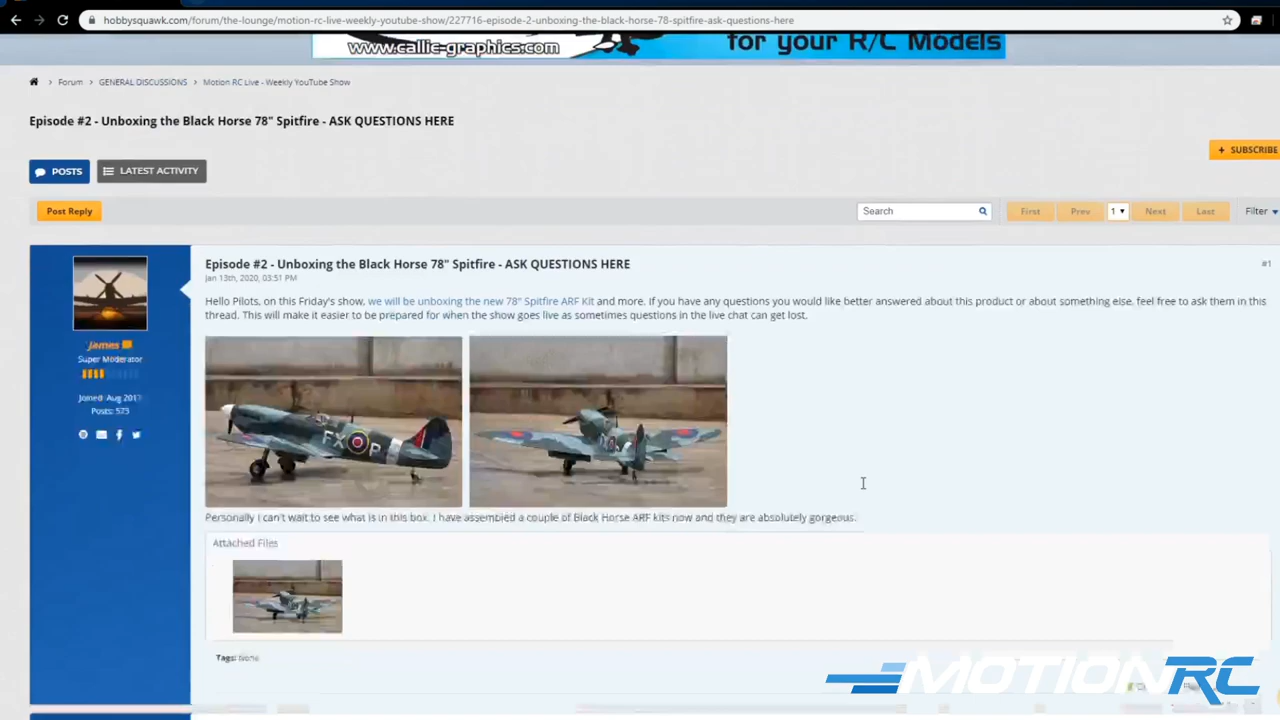 hobbysquawk.com/forum/the-lounge/motion-rc-live-weekly-youtube-show/227716-episode-2-unboxing-the-black-horse-78-spitfire-ask-questions-here
www.callie-graphics.com
for your R/C Models
Forum > GENERAL DISCUSSIONS > Motion RC Live - Weekly YouTube Show
Episode #2 - Unboxing the Black Horse 78" Spitfire - ASK QUESTIONS HERE
+ SUBSCRIBE
POSTS LATEST ACTIVITY
Post Reply Search First Prev 1 Next Last Filter
Episode #2 - Unboxing the Black Horse 78" Spitfire - ASK QUESTIONS HERE #1
Jan 13th, 2020, 03:51 PM
Hello Pilots, on this Friday's show, we will be unboxing the new 78" Spitfire ARF Kit and more. If you have any questions you would like better answered about this product or about something else, feel free to ask them in this
thread. This will make it easier to be prepared for when the show goes live as sometimes questions in the live chat can get lost.
James
Super Moderator
Joined: Aug 2017
Posts: 573
FX P
Personally I can't wait to see what is in this box. I have assembled a couple of Black Horse ARF kits now and they are absolutely gorgeous.
Attached Files
Tags: None
MOTION RC